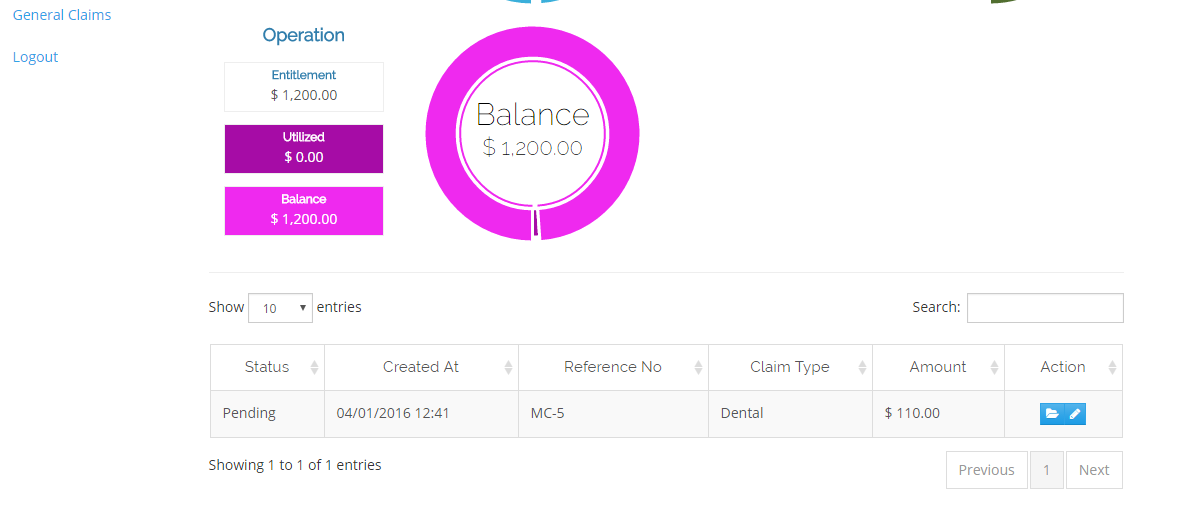 General Claims
Logout
Operation
Entitlement
$ 1,200.00
Utilized
$ 0.00
Balance
$ 1,200.00
Balance
$ 1,200.00
Show 10 entries
Search:
Status Created At Reference No Claim Type Amount Action
Pending 04/01/2016 12:41 MC-5 Dental $ 110.00
Showing 1 to 1 of 1 entries
Previous 1 Next